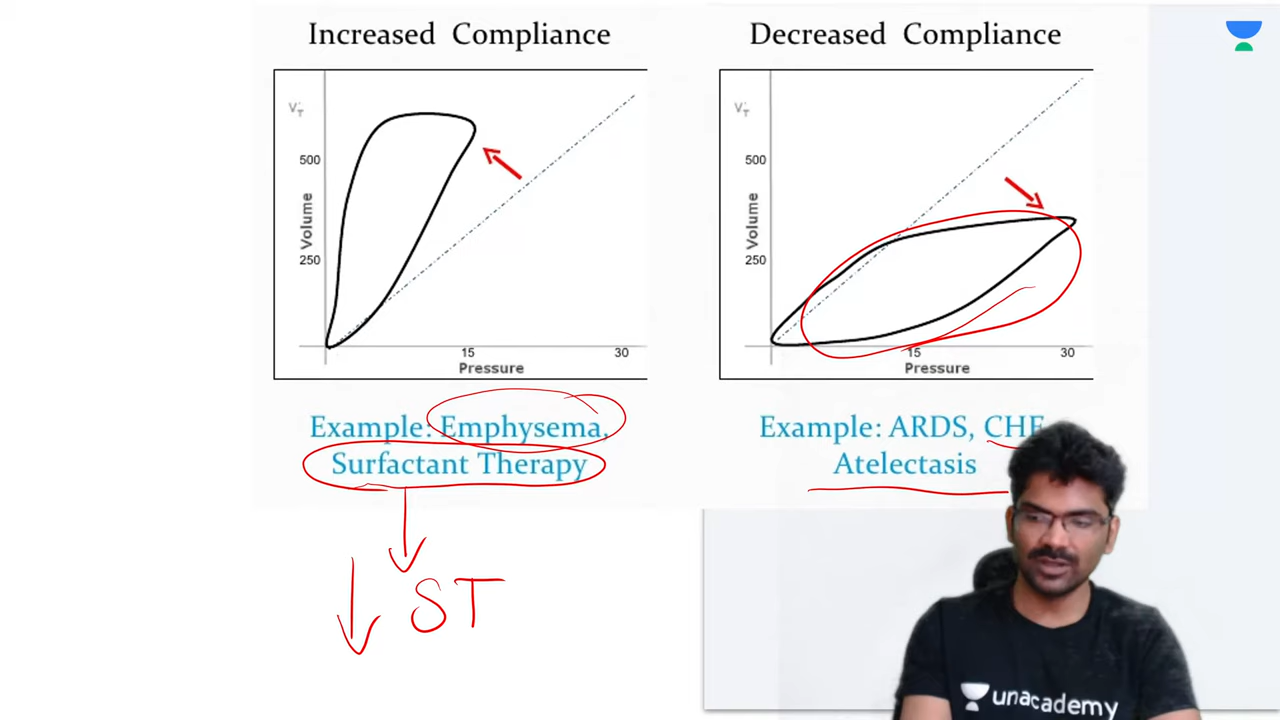 Increased Compliance
V̇T
500
Volume
250
15
30
Pressure
Example: Emphysema,
Surfactant Therapy
↓ ST
Decreased Compliance
V̇T
500
Volume
250
15
30
Pressure
Example: ARDS, CHF
Atelectasis
unacademy